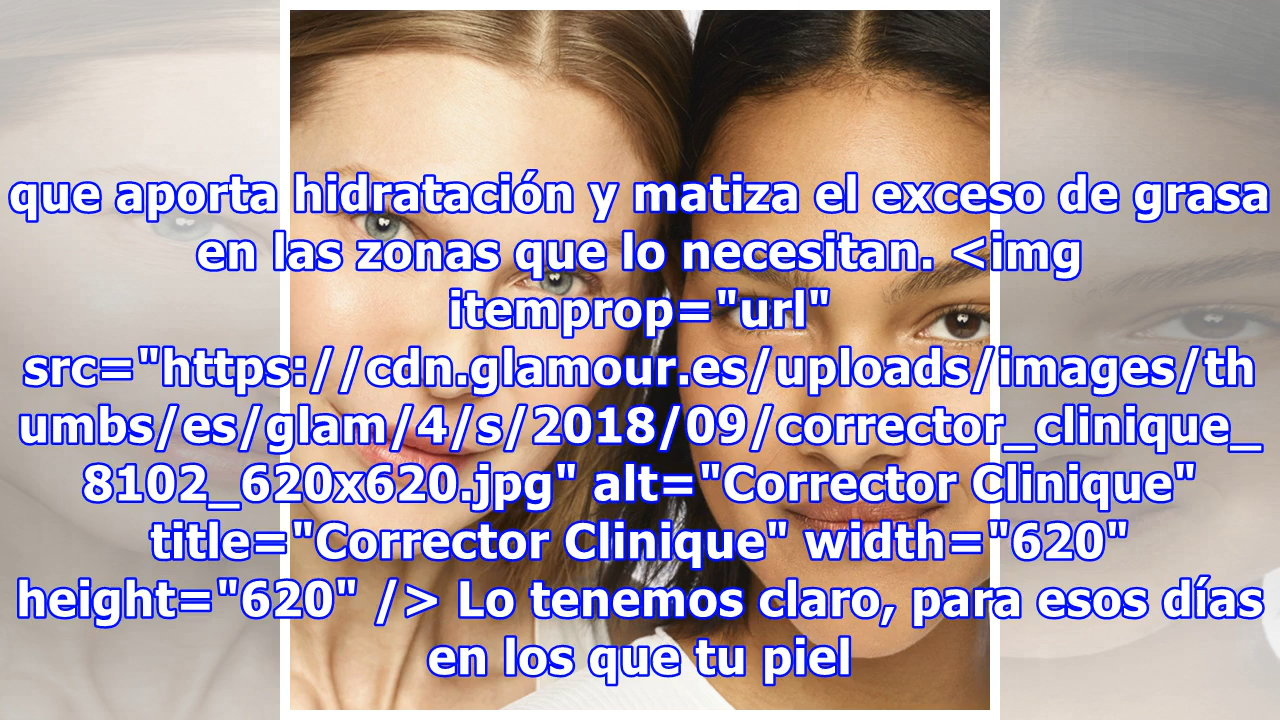 que aporta hidratación y matiza el exceso de grasa
en las zonas que lo necesitan. <img
itemprop="url"
src="https://cdn.glamour.es/uploads/images/th
umbs/es/glam/4/s/2018/09/corrector_clinique_
8102_620x620.jpg" alt="Corrector Clinique"
title="Corrector Clinique" width="620"
height="620" /> Lo tenemos claro, para esos días
en los que tu piel